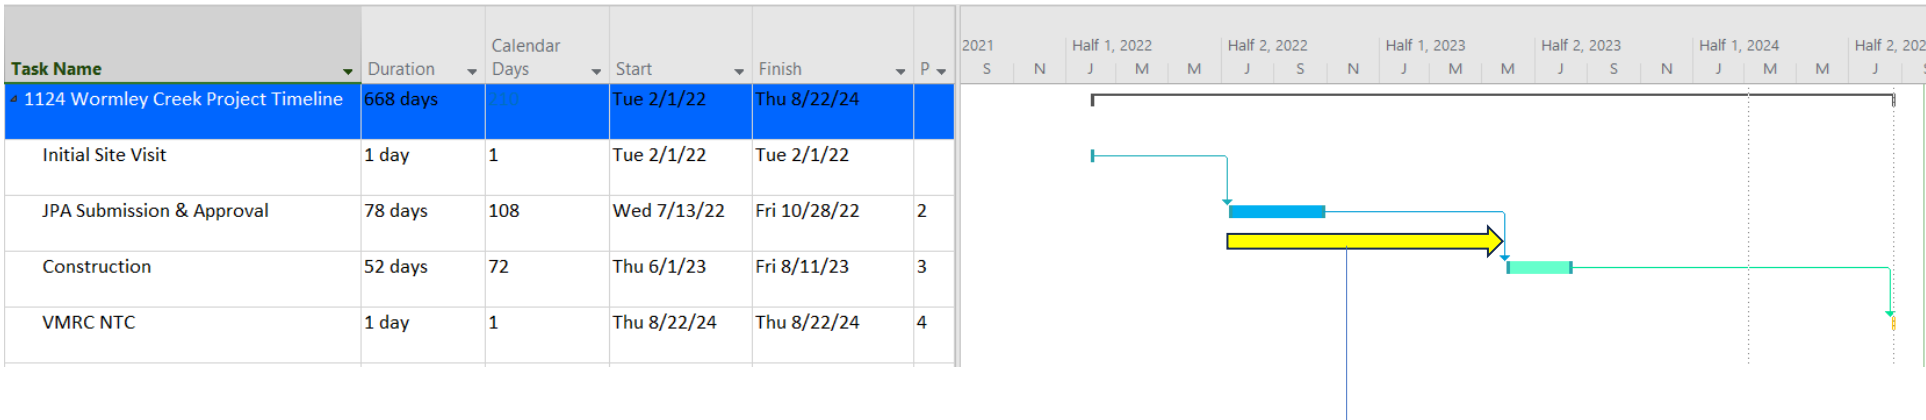 Task Name Duration Calendar Days Start Finish P
2021 Half 1, 2022 Half 2, 2022 Half 1, 2023 Half 2, 2023 Half 1, 2024 Half 2, 202
S N J M M J S N J M M J S N J M M J S
1124 Wormley Creek Project Timeline 668 days Tue 2/1/22 Thu 8/22/24
Initial Site Visit 1 day 1 Tue 2/1/22 Tue 2/1/22
JPA Submission & Approval 78 days 108 Wed 7/13/22 Fri 10/28/22 2
Construction 52 days 72 Thu 6/1/23 Fri 8/11/23 3
VMRC NTC 1 day 1 Thu 8/22/24 Thu 8/22/24 4